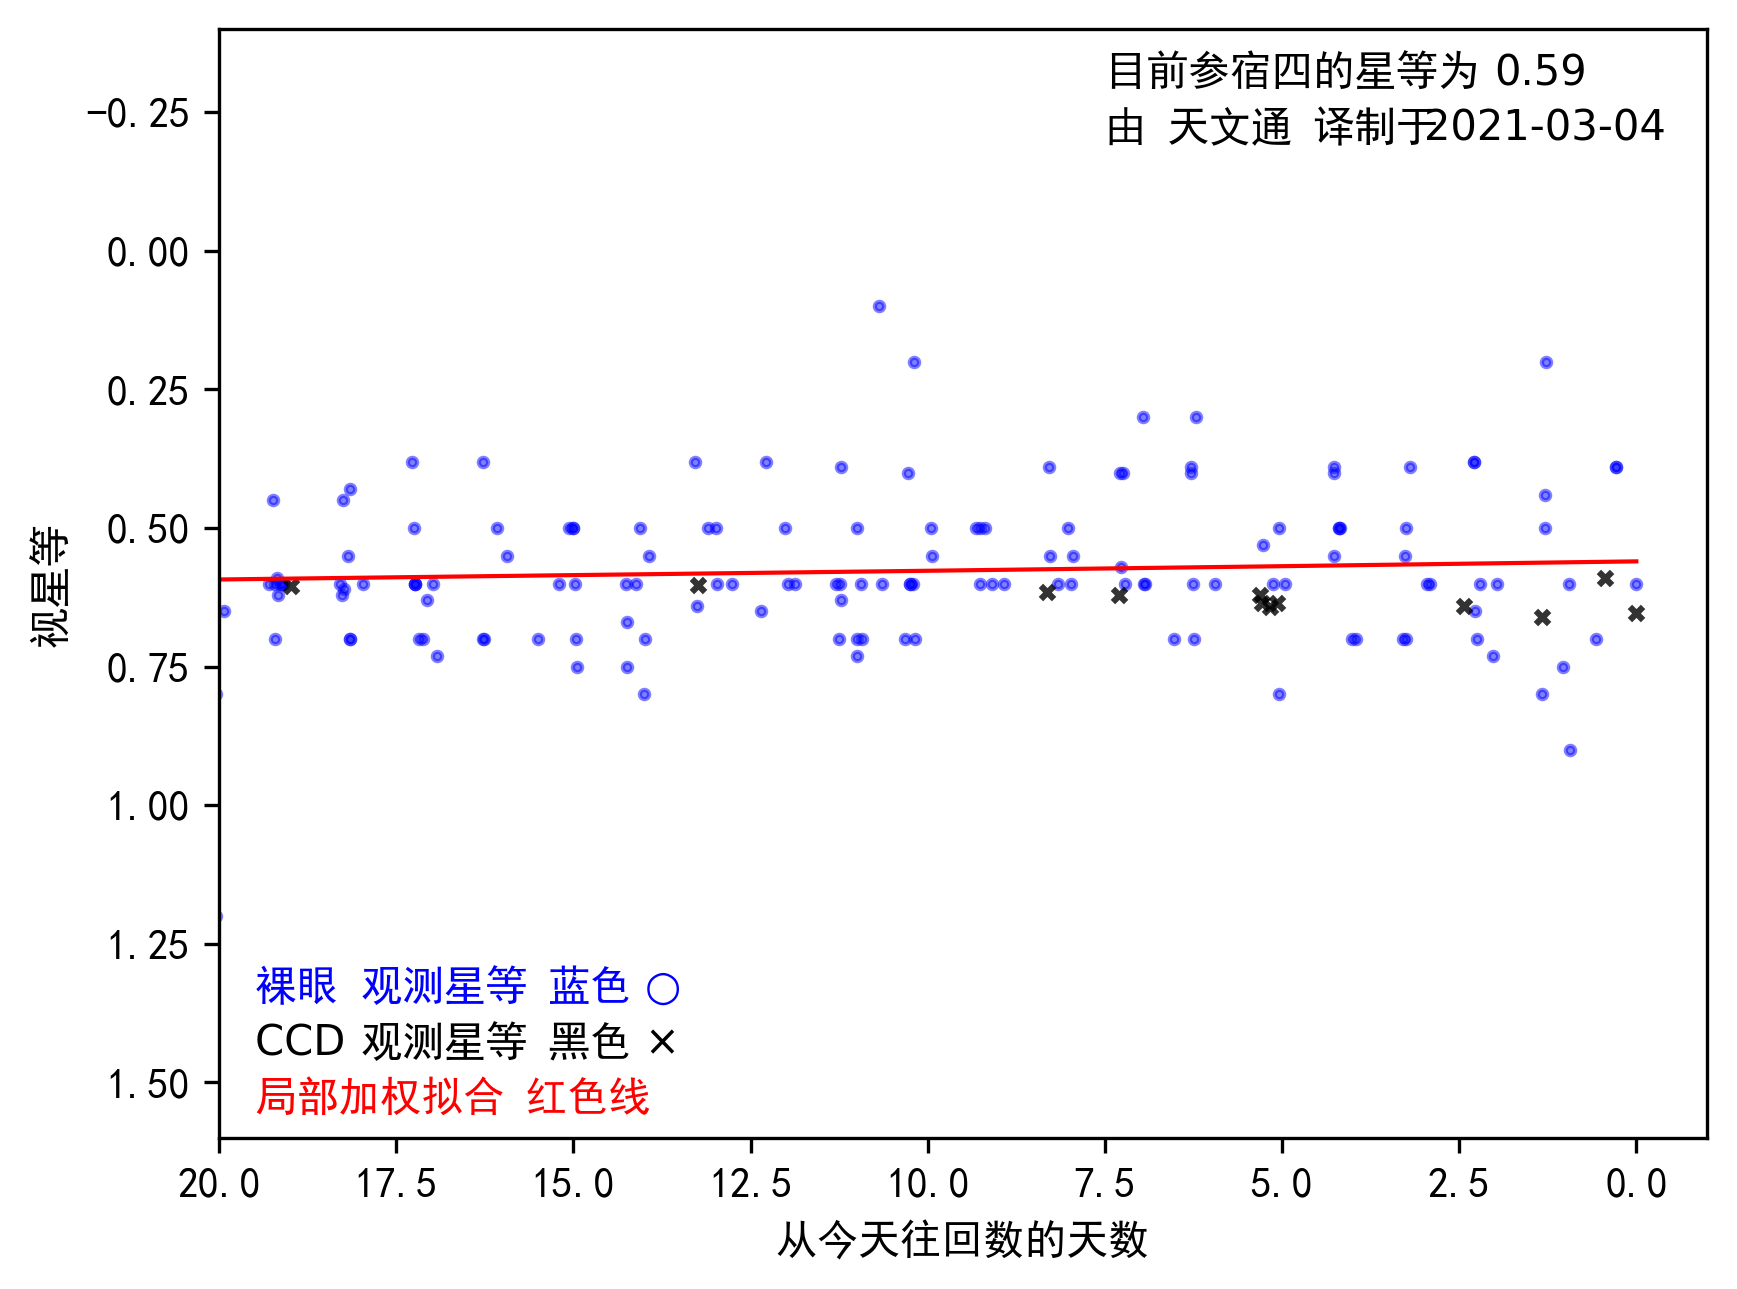 目前参宿四的星等为 0.59
由 天文通 译制于2021-03-04
−0.25
0.00
0.25
0.50
0.75
1.00
1.25
1.50
视星等
裸眼 观测星等 蓝色 ○
CCD 观测星等 黑色 ×
局部加权拟合 红色线
20.0 17.5 15.0 12.5 10.0 7.5 5.0 2.5 0.0
从今天往回数的天数